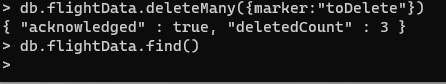 > db.flightData.deleteMany({marker:"toDelete"})
{ "acknowledged" : true, "deletedCount" : 3 }
> db.flightData.find()
>